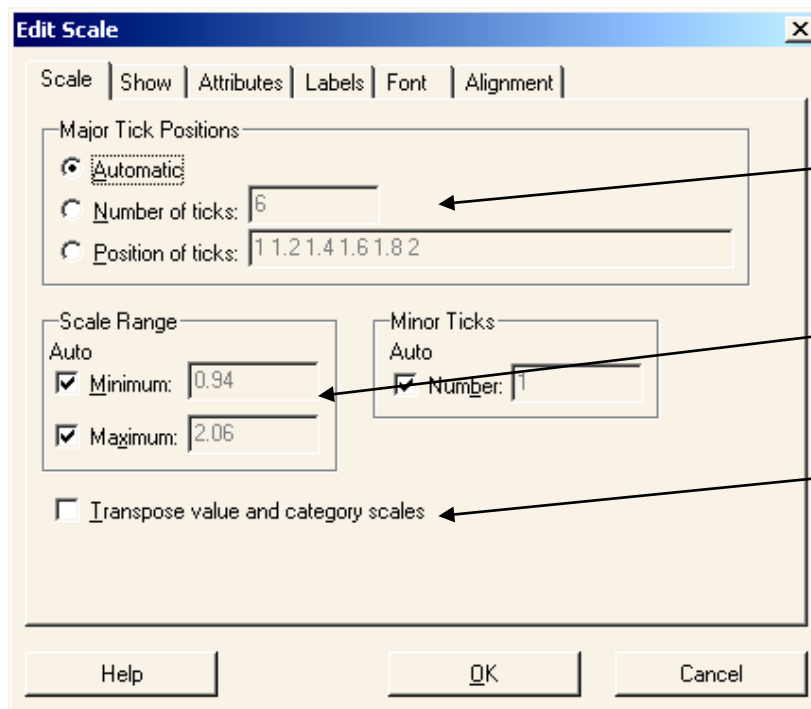 Edit Scale
Scale Show Attributes Labels Font Alignment
Major Tick Positions
Automatic
Number of ticks: 6
Position of ticks: 1 1.2 1.4 1.6 1.8 2
Scale Range Minor Ticks
Auto Auto
Minimum: 0.94 Number: 1
Maximum: 2.06
Transpose value and category scales
Help OK Cancel